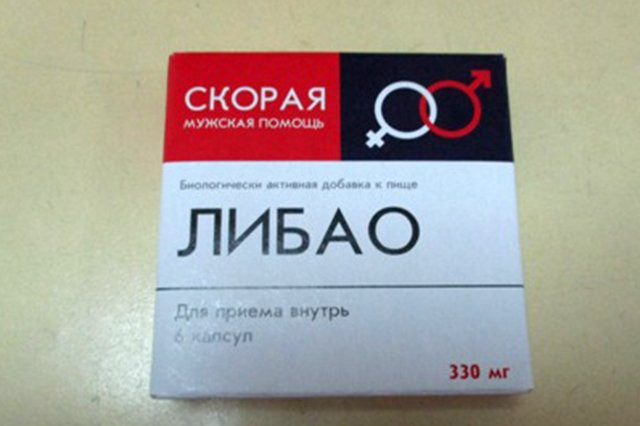 СКОРАЯ
МУЖСКАЯ ПОМОЩЬ
Биологически активная добавка к пище
ЛИБАО
Для приема внутрь
6 капсул
330 мг